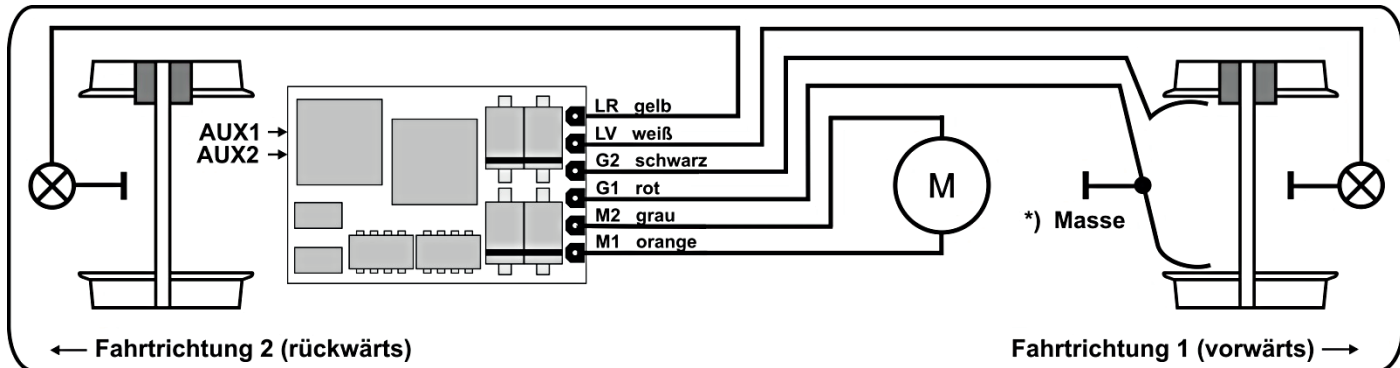 AUX1
AUX2
LR gelb
LV weiß
G2 schwarz
G1 rot
M2 grau
M1 orange
M
*) Masse
← Fahrtrichtung 2 (rückwärts)
Fahrtrichtung 1 (vorwärts) →